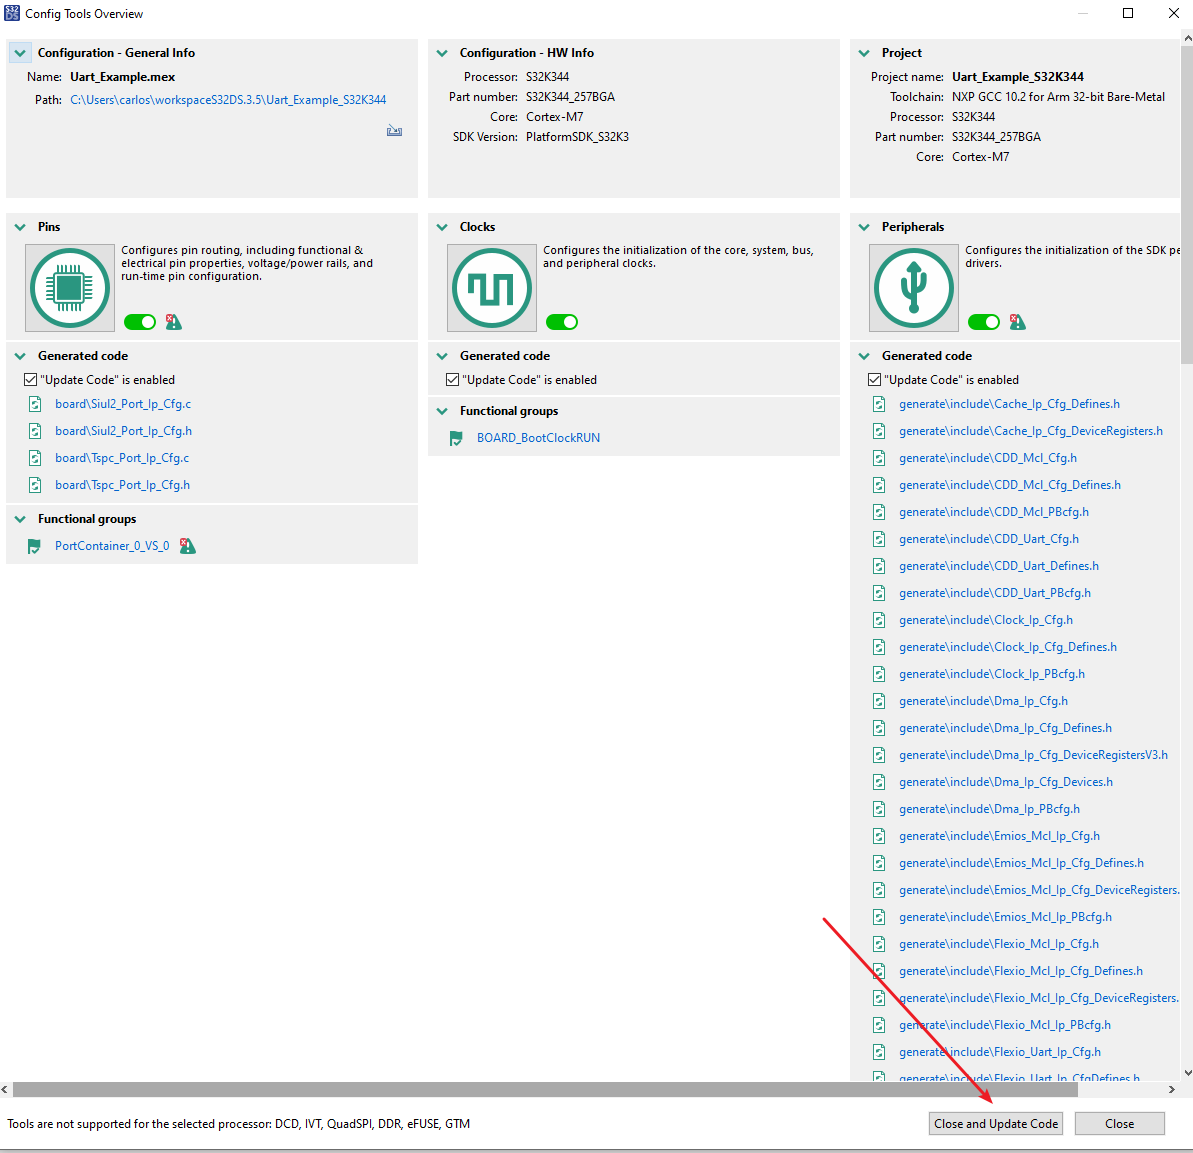 Config Tools Overview
Configuration - General Info
Name: Uart_Example.mex
Path: C:\Users\carlos\workspaceS32DS.3.5\Uart_Example_S32K344
Configuration - HW Info
Processor: S32K344
Part number: S32K344_257BGA
Core: Cortex-M7
SDK Version: PlatformSDK_S32K3
Project
Project name: Uart_Example_S32K344
Toolchain: NXP GCC 10.2 for Arm 32-bit Bare-Metal
Processor: S32K344
Part number: S32K344_257BGA
Core: Cortex-M7
Pins
Configures pin routing, including functional &
electrical pin properties, voltage/power rails, and
run-time pin configuration.
Generated code
"Update Code" is enabled
board\Siul2_Port_Ip_Cfg.c
board\Siul2_Port_Ip_Cfg.h
board\Tspc_Port_Ip_Cfg.c
board\Tspc_Port_Ip_Cfg.h
Functional groups
PortContainer_0_VS_0
Clocks
Configures the initialization of the core, system, bus,
and peripheral clocks.
Generated code
"Update Code" is enabled
Functional groups
BOARD_BootClockRUN
Peripherals
Configures the initialization of the SDK pe
drivers.
Generated code
"Update Code" is enabled
generate\include\Cache_Ip_Cfg_Defines.h
generate\include\Cache_Ip_Cfg_DeviceRegisters.h
generate\include\CDD_Mcl_Cfg.h
generate\include\CDD_Mcl_Cfg_Defines.h
generate\include\CDD_Mcl_PBcfg.h
generate\include\CDD_Uart_Cfg.h
generate\include\CDD_Uart_Defines.h
generate\include\CDD_Uart_PBcfg.h
generate\include\Clock_Ip_Cfg.h
generate\include\Clock_Ip_Cfg_Defines.h
generate\include\Clock_Ip_PBcfg.h
generate\include\Dma_Ip_Cfg.h
generate\include\Dma_Ip_Cfg_Defines.h
generate\include\Dma_Ip_Cfg_DeviceRegistersV3.h
generate\include\Dma_Ip_Cfg_Devices.h
generate\include\Dma_Ip_PBcfg.h
generate\include\Emios_Mcl_Ip_Cfg.h
generate\include\Emios_Mcl_Ip_Cfg_Defines.h
generate\include\Emios_Mcl_Ip_Cfg_DeviceRegisters.
generate\include\Emios_Mcl_Ip_PBcfg.h
generate\include\Flexio_Mcl_Ip_Cfg.h
generate\include\Flexio_Mcl_Ip_Cfg_Defines.h
generate\include\Flexio_Mcl_Ip_Cfg_DeviceRegisters.
generate\include\Flexio_Mcl_Ip_PBcfg.h
generate\include\Flexio_Uart_Ip_Cfg.h
generate\include\Flexio_Uart_Ip_CfgDefines.h
Tools are not supported for the selected processor: DCD, IVT, QuadSPI, DDR, eFUSE, GTM
Close and Update Code
Close